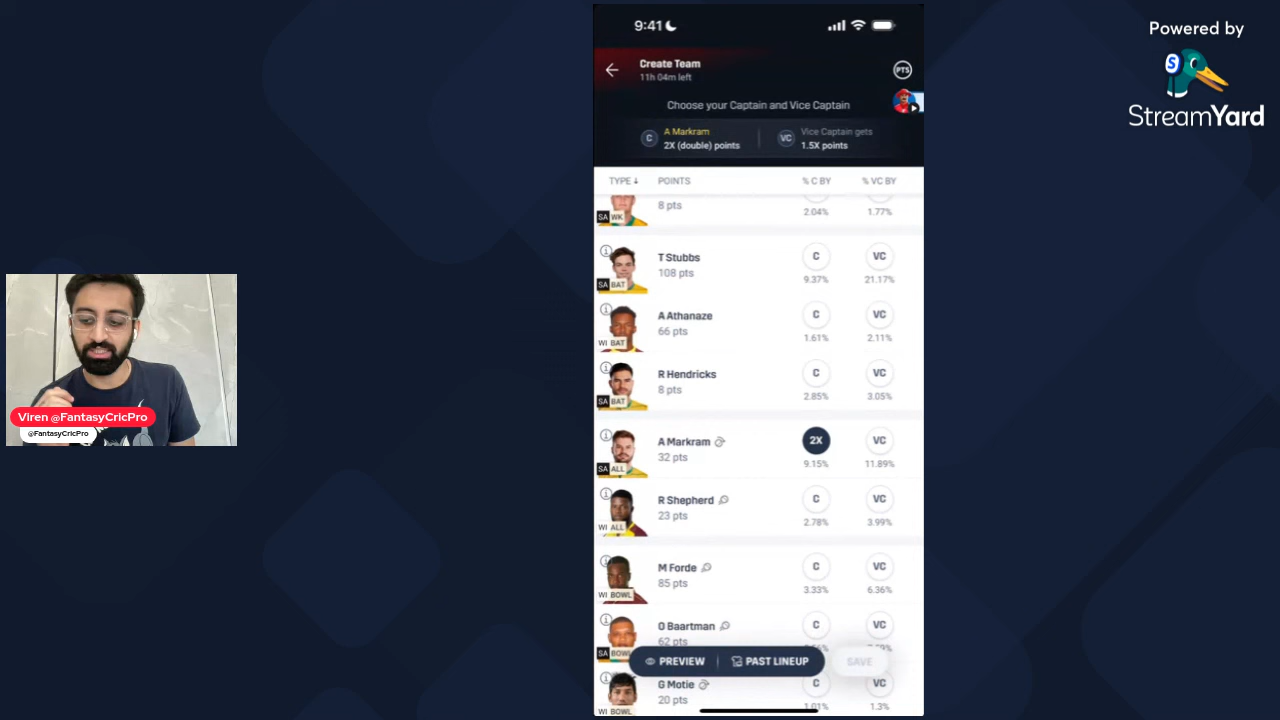 Powered by
StreamYard
9:41
Create Team
11h 04m left
PTS
Choose your Captain and Vice Captain
C
A Markram
2X (double) points
VC
Vice Captain gets
1.5X points
TYPE↓ POINTS % C BY % VC BY
8 pts
SA WK
2.04% 1.77%
T Stubbs
108 pts
SA BAT
C VC
9.37% 21.17%
A Athanaze
66 pts
WI BAT
C VC
1.61% 2.11%
R Hendricks
8 pts
SA BAT
C VC
2.85% 3.05%
A Markram
32 pts
SA ALL
2X VC
9.15% 11.89%
R Shepherd
23 pts
WI ALL
C VC
2.78% 3.99%
M Forde
85 pts
WI BOWL
C VC
3.33% 6.36%
O Baartman
62 pts
SA BOWL
C VC
PREVIEW PAST LINEUP SAVE
G Motie
20 pts
WI BOWL
C VC
1.01% 1.3%
Viren @FantasyCricPro
@FantasyCricPro